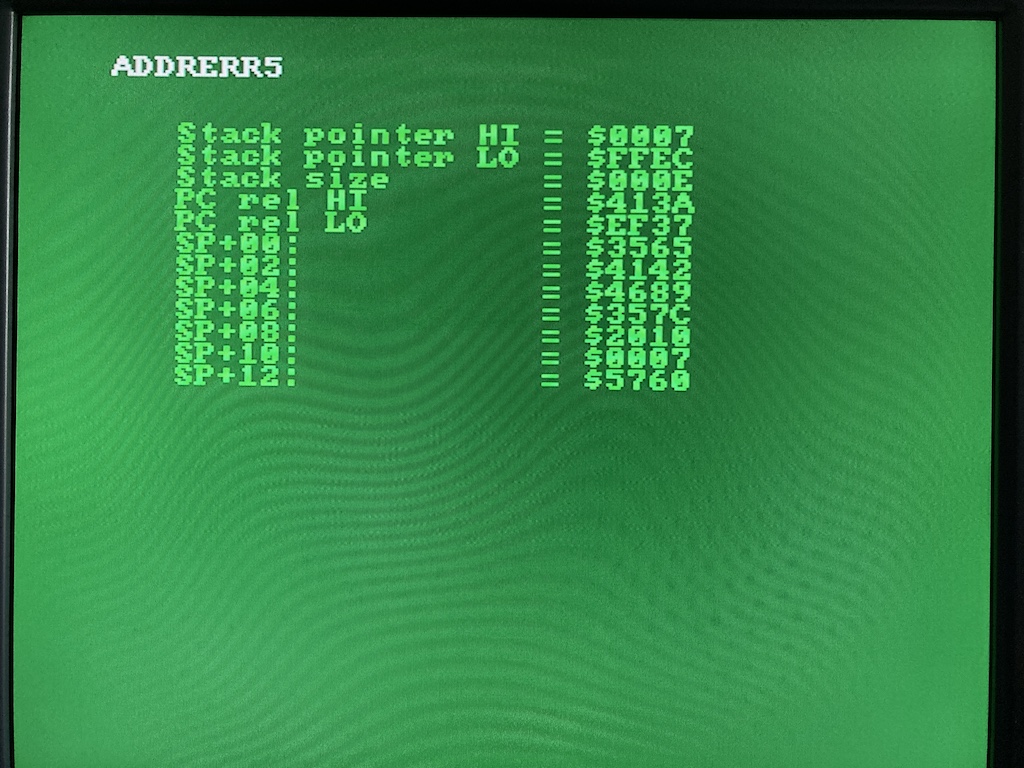 ADDRERR5
Stack pointer HI = $0007
Stack pointer LO = $FFEC
Stack size = $000E
PC rel HI = $413A
PC rel LO = $EF37
SP+00: = $3565
SP+02: = $4142
SP+04: = $4689
SP+06: = $357C
SP+08: = $2010
SP+10: = $0007
SP+12: = $5760